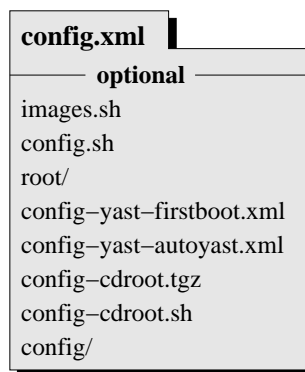 config.xml
optional
images.sh
config.sh
root/
config−yast−firstboot.xml
config−yast−autoyast.xml
config−cdroot.tgz
config−cdroot.sh
config/